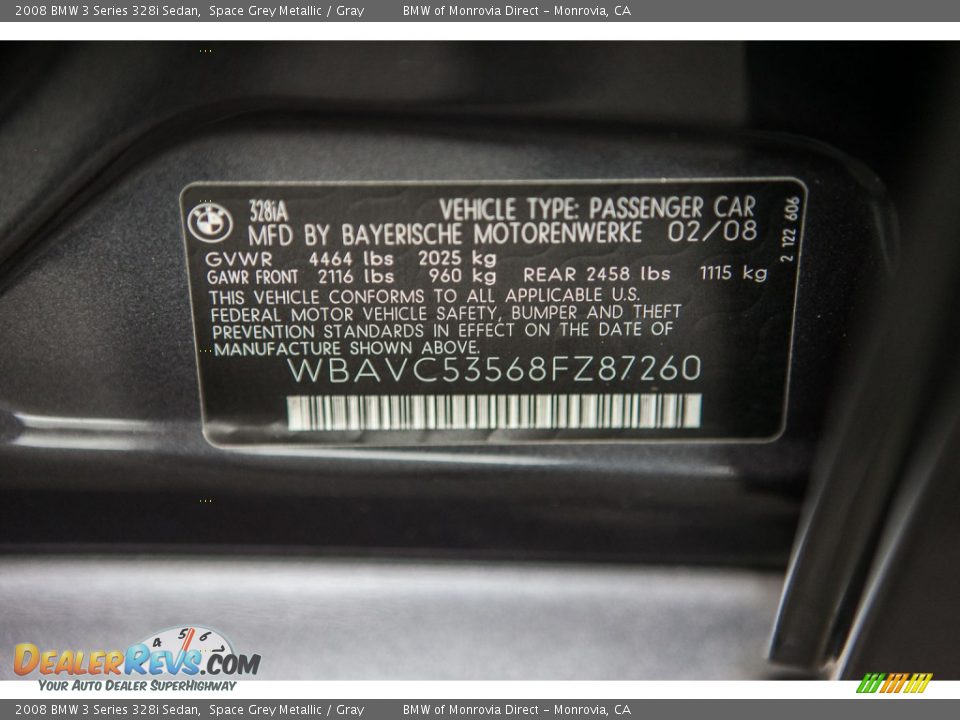 2008 BMW 3 Series 328i Sedan, Space Grey Metallic / Gray BMW of Monrovia Direct - Monrovia, CA
328iA VEHICLE TYPE: PASSENGER CAR
MFD BY BAYERISCHE MOTORENWERKE 02/08
2 122 606
GVWR 4464 lbs 2025 kg
GAWR FRONT 2116 lbs 960 kg REAR 2458 lbs 1115 kg
THIS VEHICLE CONFORMS TO ALL APPLICABLE U.S.
FEDERAL MOTOR VEHICLE SAFETY, BUMPER AND THEFT
PREVENTION STANDARDS IN EFFECT ON THE DATE OF
MANUFACTURE SHOWN ABOVE.
WBAVC53568FZ87260
4 5 6
DEALERREVS.COM
YOUR AUTO DEALER SUPERHIGHWAY
2008 BMW 3 Series 328i Sedan, Space Grey Metallic / Gray BMW of Monrovia Direct - Monrovia, CA